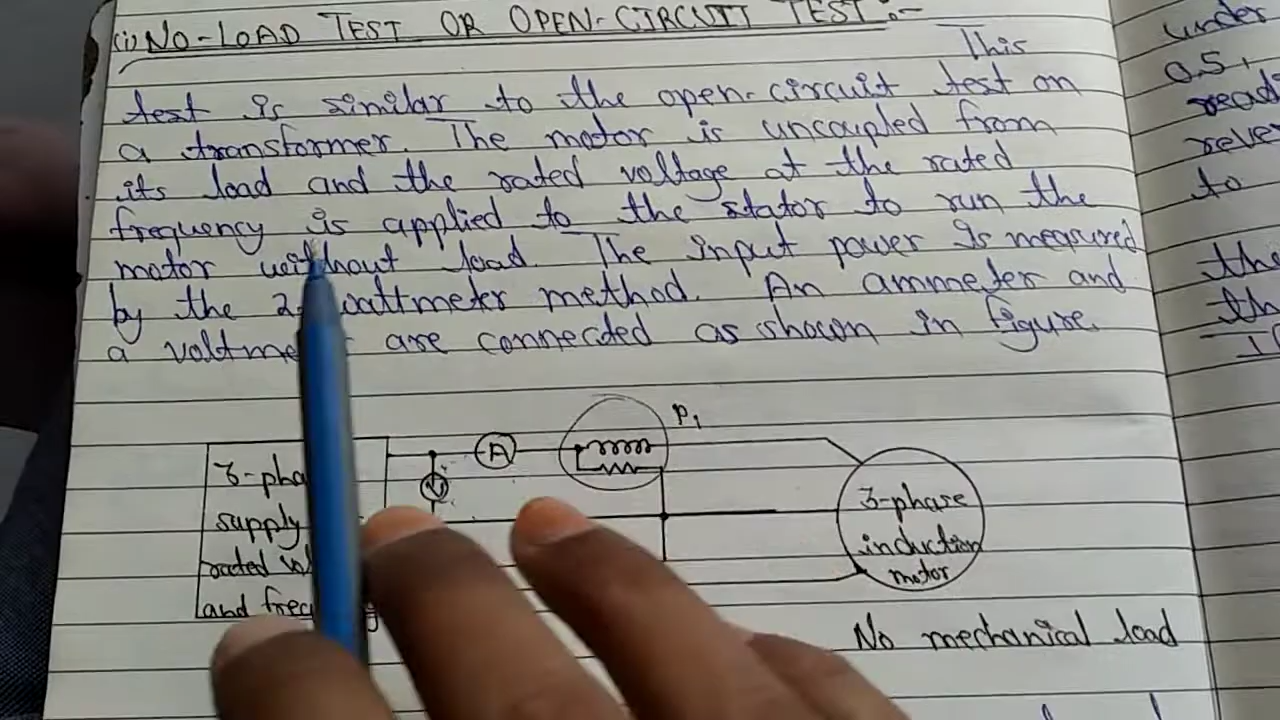 (i) NO-LOAD TEST OR OPEN-CIRCUIT TEST :-
This
test is similar to the open-circuit test on
a transformer. The motor is uncoupled from
its load and the rated voltage at the rated
frequency is applied to the stator to run the
motor without load. The input power is measured
by the 2 wattmeter method. An ammeter and
a voltme are connected as shown in figure.
P1
A
V
3-pha
supply
rated
and freq
3-phase
induction
motor
No mechanical load
under
0.5,
read
to
the